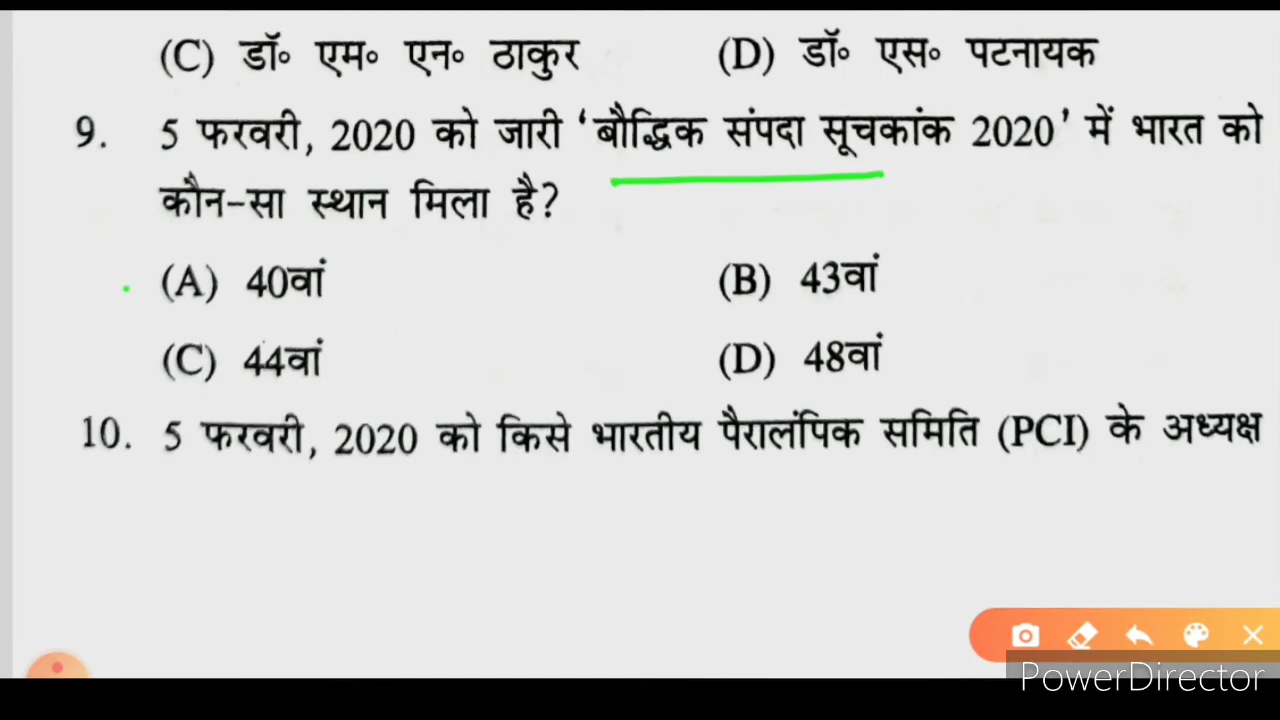 (C) डॉ॰ एम॰ एन॰ ठाकुर (D) डॉ॰ एस॰ पटनायक
9. 5 फरवरी, 2020 को जारी ‘बौद्धिक संपदा सूचकांक 2020’ में भारत को
कौन-सा स्थान मिला है?
(A) 40वां (B) 43वां
(C) 44वां (D) 48वां
10. 5 फरवरी, 2020 को किसे भारतीय पैरालंपिक समिति (PCI) के अध्यक्ष
PowerDirector